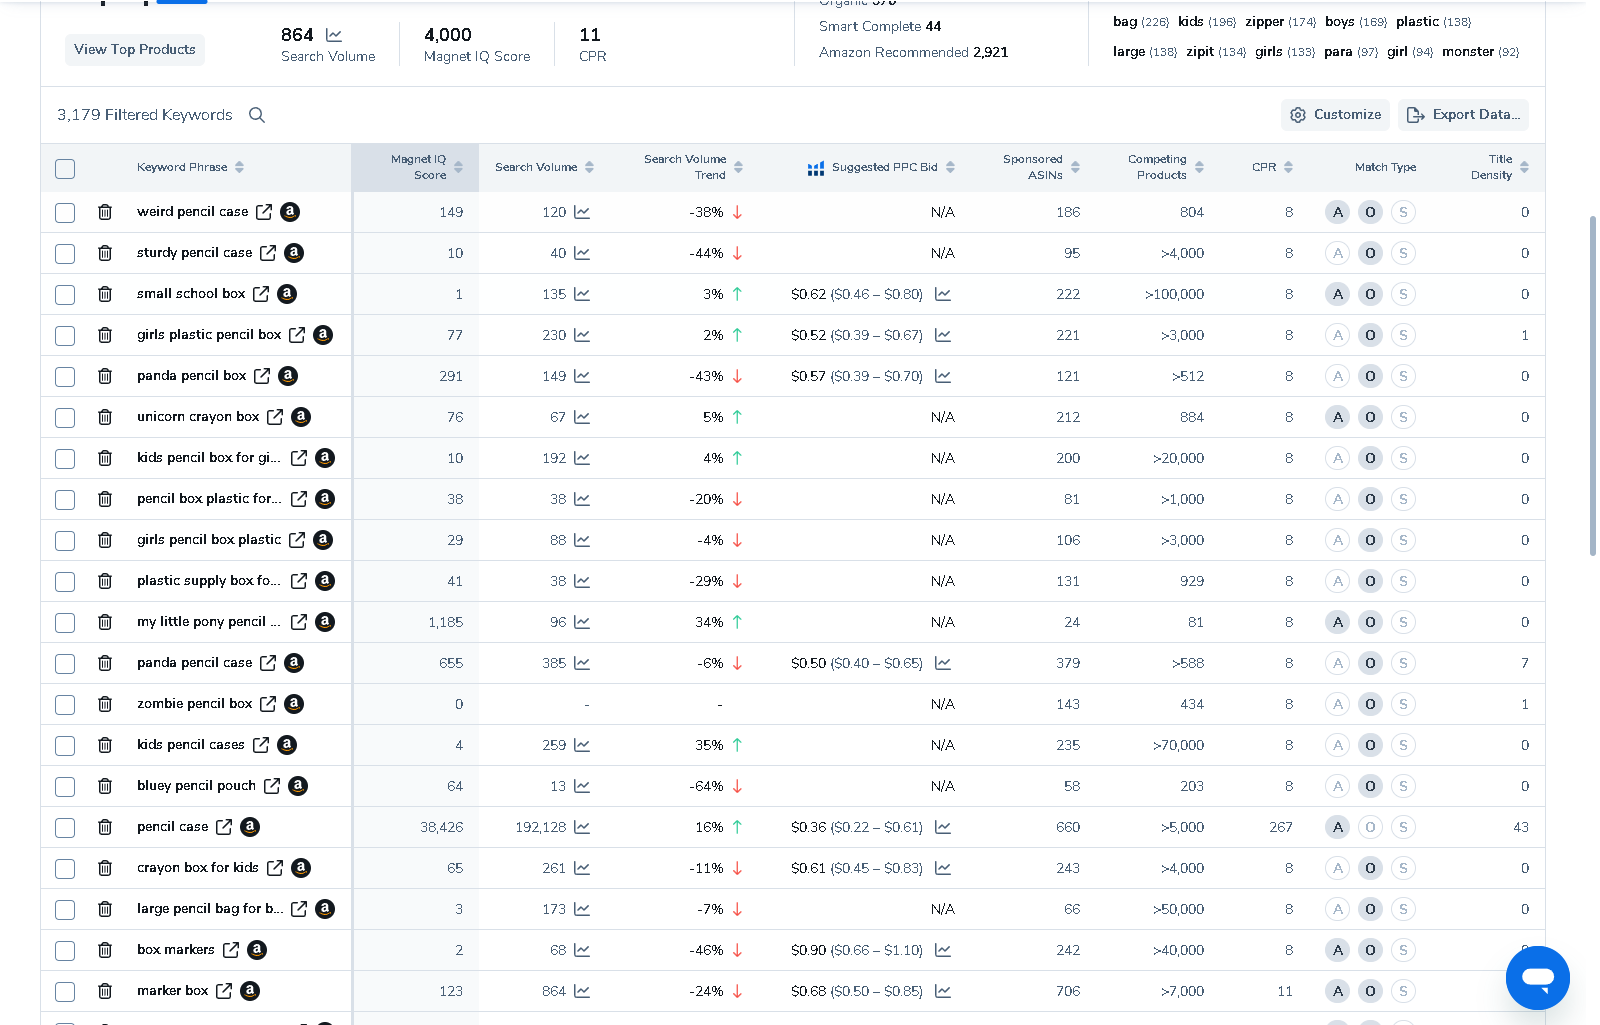 864
Search Volume
4,000
Magnet IQ Score
11
CPR
View Top Products
Smart Complete 44
Amazon Recommended 2,921
bag (226) kids (196) zipper (174) boys (169) plastic (138)
large (138) zipit (134) girls (133) para (97) girl (94) monster (92)
3,179 Filtered Keywords
Customize
Export Data...
Keyword Phrase Magnet IQ Score Search Volume Search Volume Trend Suggested PPC Bid Sponsored ASINs Competing Products CPR Match Type Title Density
weird pencil case a 149 120 -38% N/A 186 804 8 A O S 0
sturdy pencil case a 10 40 -44% N/A 95 >4,000 8 A O S 0
small school box a 1 135 3% $0.62 ($0.46 – $0.80) 222 >100,000 8 A O S 0
girls plastic pencil box a 77 230 2% $0.52 ($0.39 – $0.67) 221 >3,000 8 A O S 1
panda pencil box a 291 149 -43% $0.57 ($0.39 – $0.70) 121 >512 8 A O S 0
unicorn crayon box a 76 67 5% N/A 212 884 8 A O S 0
kids pencil box for gi... a 10 192 4% N/A 200 >20,000 8 A O S 0
pencil box plastic for... a 38 38 -20% N/A 81 >1,000 8 A O S 0
girls pencil box plastic a 29 88 -4% N/A 106 >3,000 8 A O S 0
plastic supply box fo... a 41 38 -29% N/A 131 929 8 A O S 0
my little pony pencil ... a 1,185 96 34% N/A 24 81 8 A O S 0
panda pencil case a 655 385 -6% $0.50 ($0.40 – $0.65) 379 >588 8 A O S 7
zombie pencil box a 0 - - N/A 143 434 8 A O S 1
kids pencil cases a 4 259 35% N/A 235 >70,000 8 A O S 0
bluey pencil pouch a 64 13 -64% N/A 58 203 8 A O S 0
pencil case a 38,426 192,128 16% $0.36 ($0.22 – $0.61) 660 >5,000 267 A O S 43
crayon box for kids a 65 261 -11% $0.61 ($0.45 – $0.83) 243 >4,000 8 A O S 0
large pencil bag for b... a 3 173 -7% N/A 66 >50,000 8 A O S 0
box markers a 2 68 -46% $0.90 ($0.66 – $1.10) 242 >40,000 8 A O S
marker box a 123 864 -24% $0.68 ($0.50 – $0.85) 706 >7,000 11 A O S